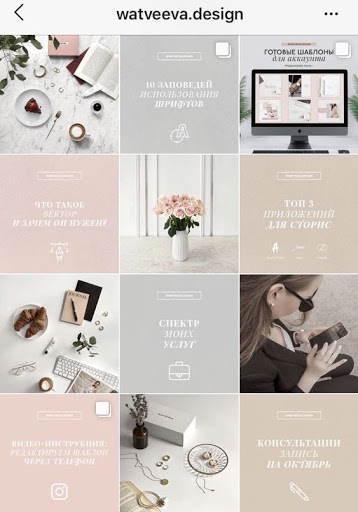 watveeva.design
10 ЗАПОВЕДЕЙ
ИСПОЛЬЗОВАНИЯ
ШРИФТОВ
ГОТОВЫЕ ШАБЛОНЫ
для аккаунта
ЧТО ТАКОЕ
ВЕКТОР
И ЗАЧЕМ ОН НУЖЕН?
ТОП 3
ПРИЛОЖЕНИЙ
ДЛЯ СТОРИС
JOURNAL
СПЕКТР
МОИХ
УСЛУГ
ВИДЕО-ИНСТРУКЦИЯ:
РЕДАКТИРУЕМ ШАБЛОН
ЧЕРЕЗ ТЕЛЕФОН
КОНСУЛЬТАЦИИ
ЗАПИСЬ
НА ОКТЯБРЬ